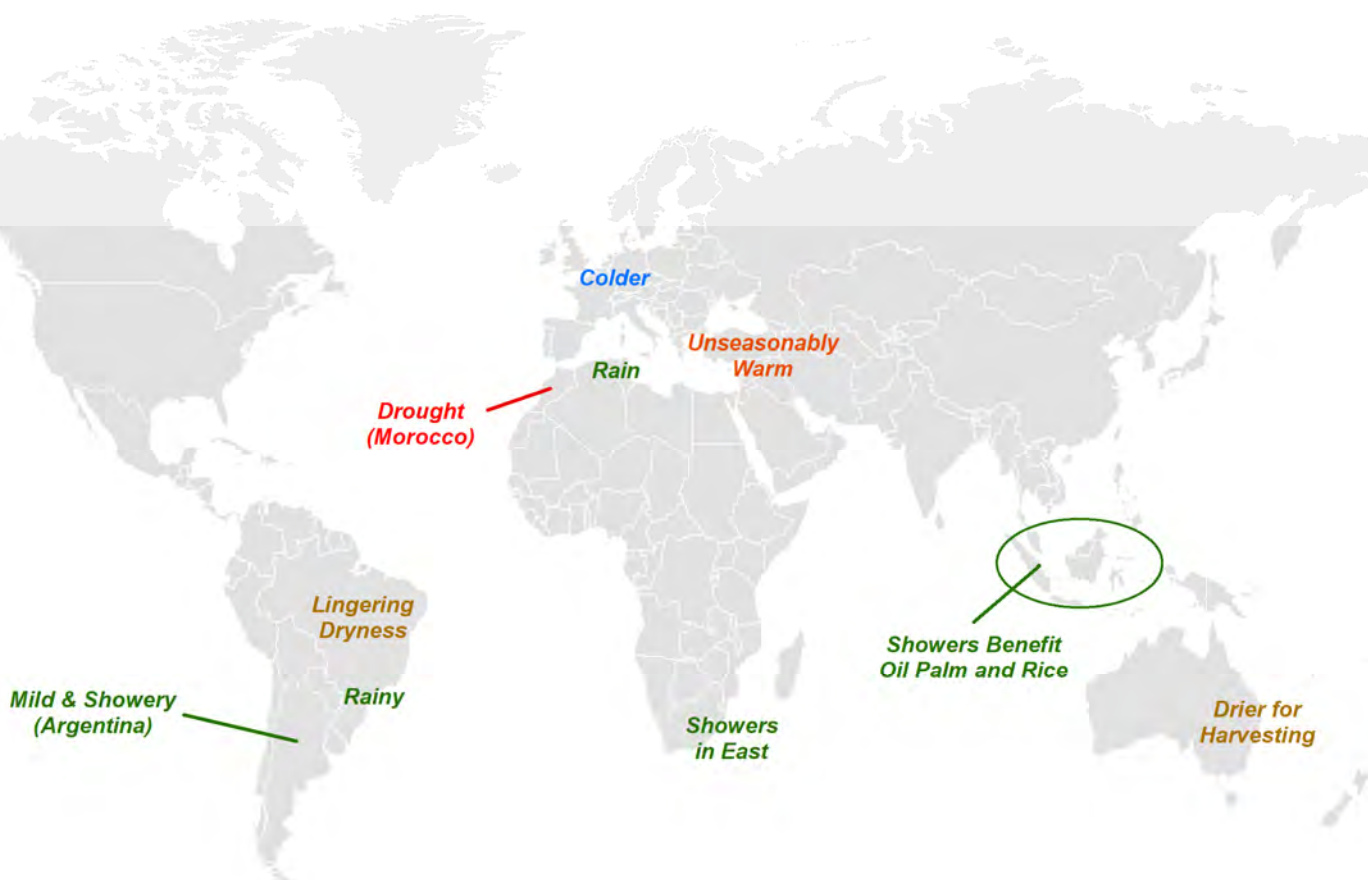 Colder
Unseasonably
Warm
Rain
Drought
(Morocco)
Lingering
Dryness
Showers Benefit
Oil Palm and Rice
Mild & Showery
(Argentina)
Rainy
Showers
in East
Drier for
Harvesting